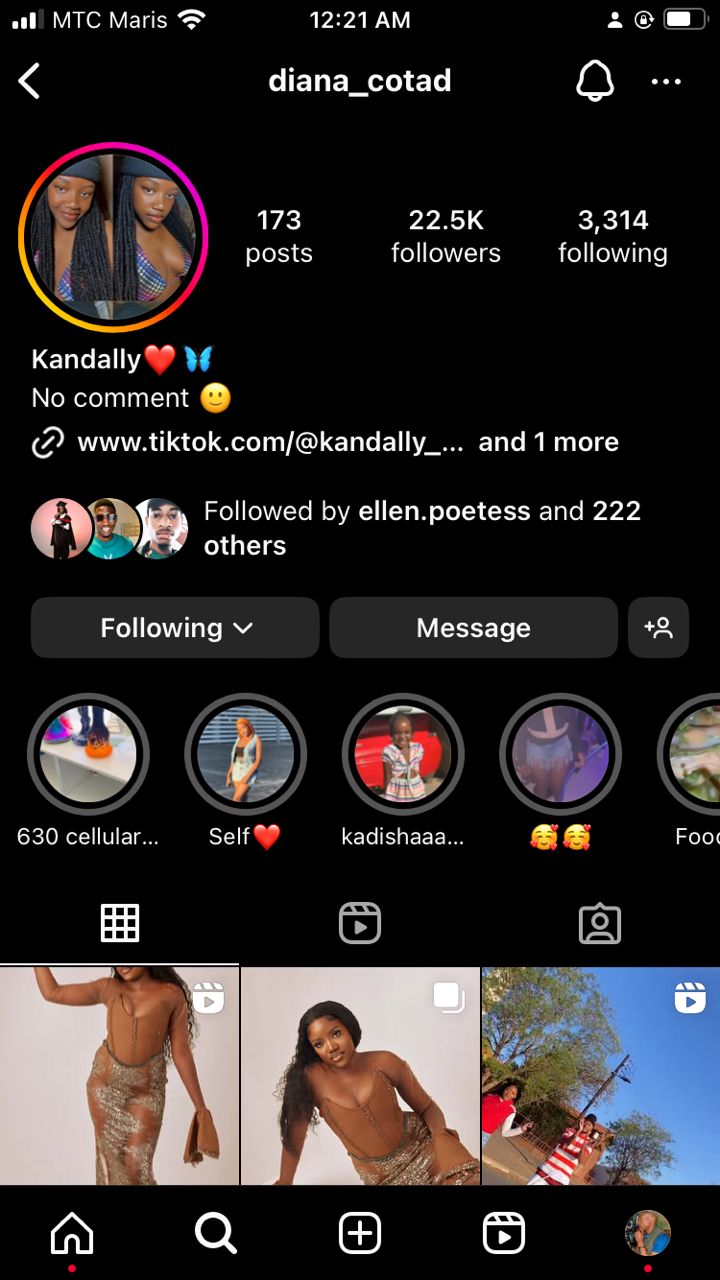 MTC Maris 12:21 AM
diana_cotad
173 22.5K 3,314
posts followers following
Kandally❤️🦋
No comment 🙂
www.tiktok.com/@kandally_... and 1 more
Followed by ellen.poetess and 222
others
Following Message
630 cellular... Self❤️ kadishaaa... 🥰🥰 Foo